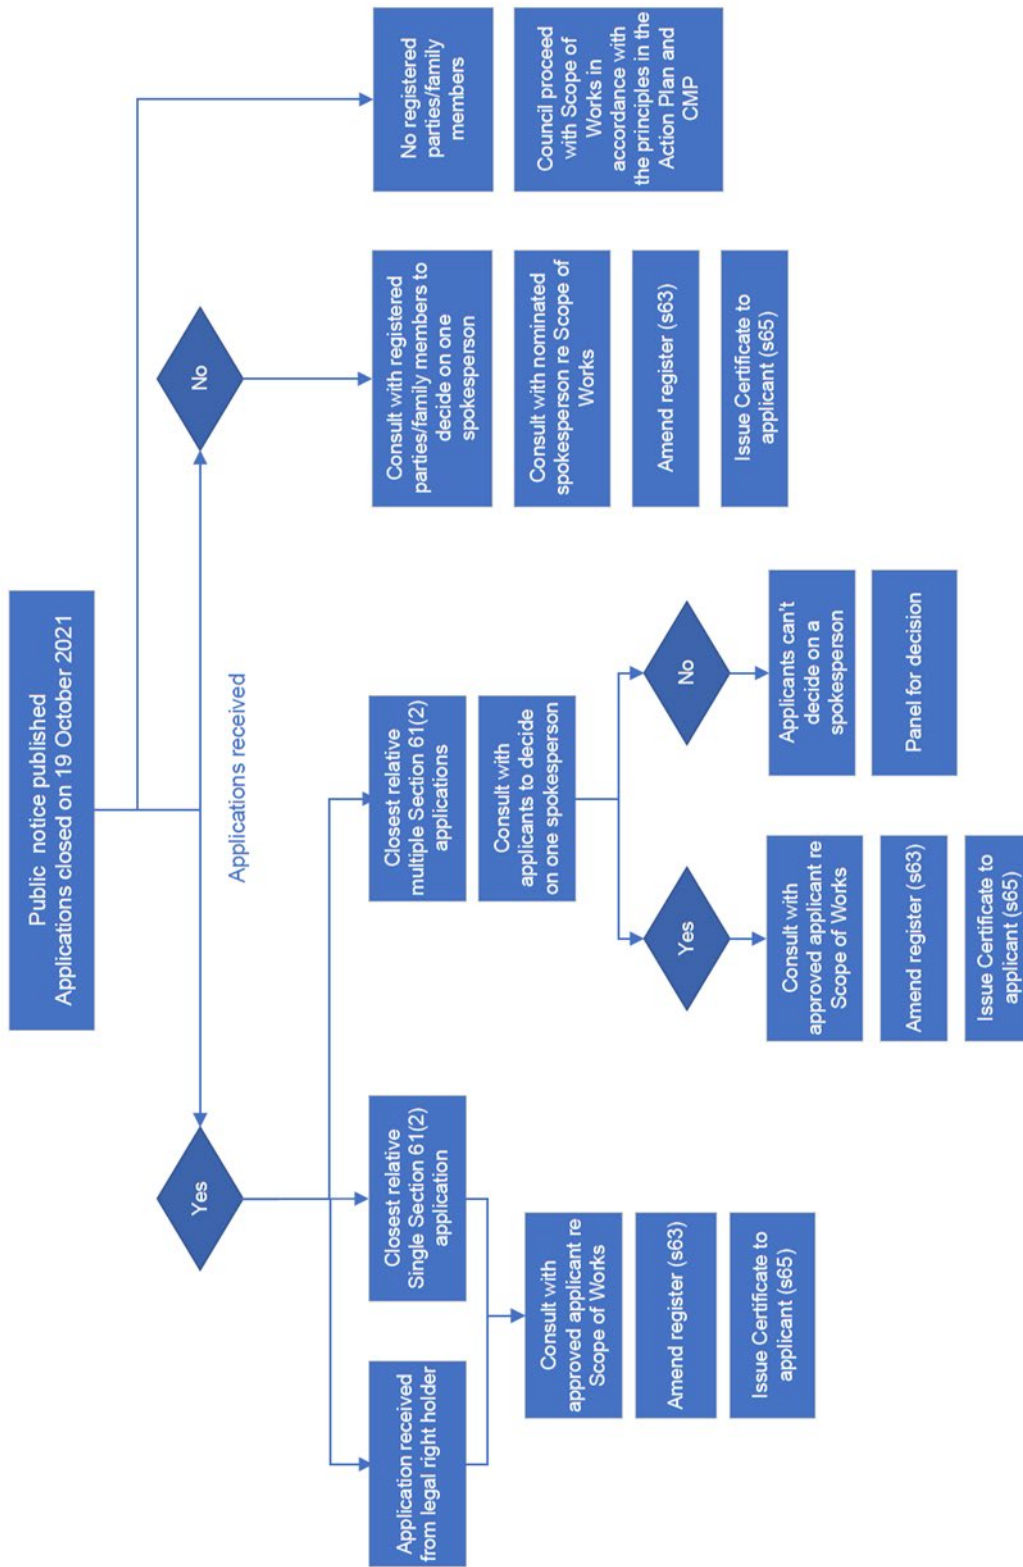 Public notice published
Applications closed on 19 October 2021
Applications received
Yes
No
Application received
from legal right holder
Closest relative
Single Section 61(2)
application
Closest relative
multiple Section 61(2)
applications
Consult with registered
parties/family members to
decide on one
spokesperson
No registered
parties/family
members
Consult with
approved applicant re
Scope of Works
Consult with
applicants to decide
on one spokesperson
Consult with nominated
spokesperson re Scope of
Works
Council proceed
with Scope of
Works in
accordance with
the principles in the
Action Plan and
CMP
Amend register (s63)
Yes
No
Amend register (s63)
Issue Certificate to
applicant (s65)
Consult with
approved applicant re
Scope of Works
Applicants can't
decide on a
spokesperson
Issue Certificate to
applicant (s65)
Amend register (s63)
Panel for decision
Issue Certificate to
applicant (s65)